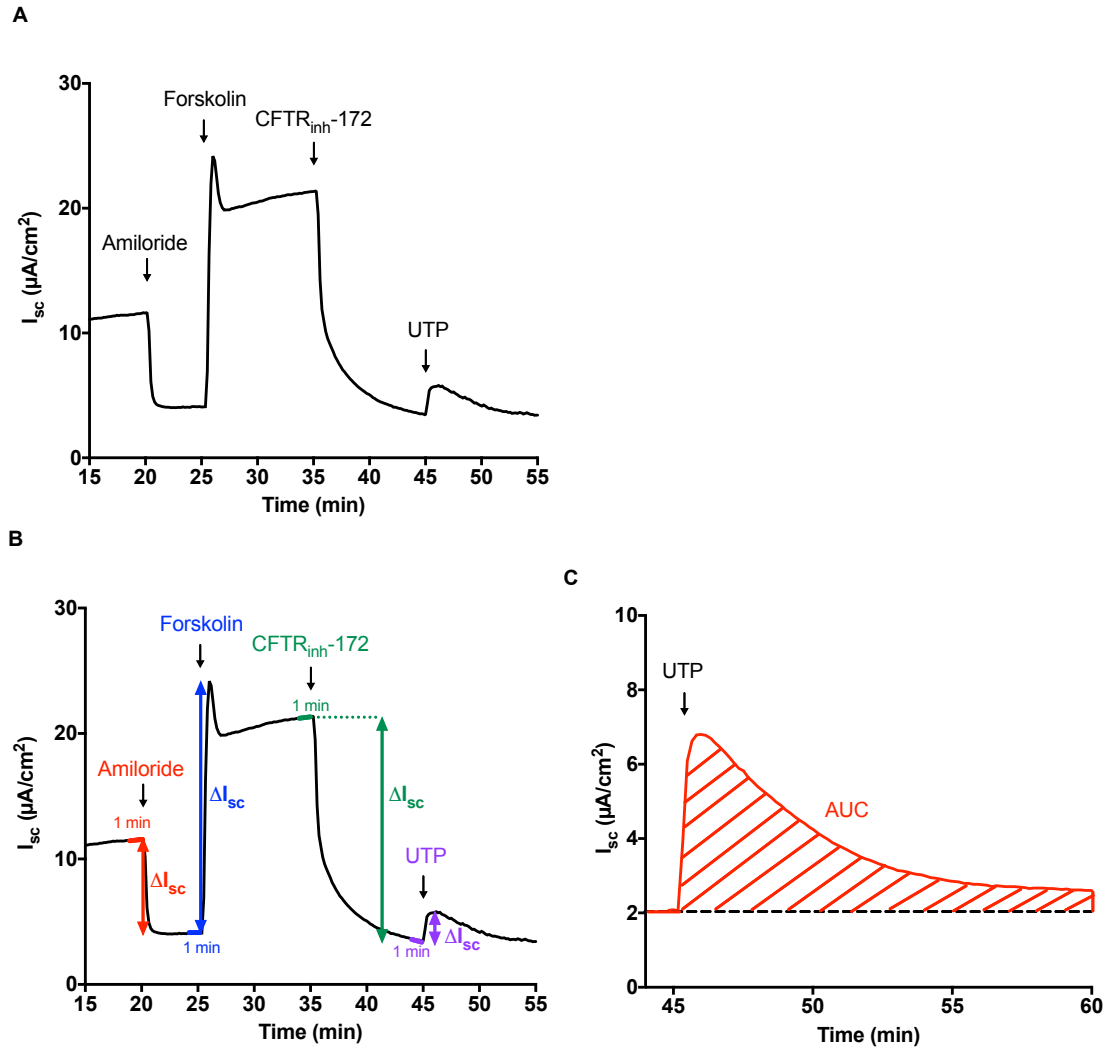 A
Forskolin
CFTRinh-172
Amiloride
UTP
Isc (µA/cm2)
30
20
10
0
15 20 25 30 35 40 45 50 55
Time (min)
B
Forskolin
CFTRinh-172
Amiloride
UTP
1 min
1 min
1 min
1 min
ΔIsc
ΔIsc
ΔIsc
ΔIsc
Isc (µA/cm2)
30
20
10
0
15 20 25 30 35 40 45 50 55
Time (min)
C
UTP
AUC
Isc (µA/cm2)
10
8
6
4
2
0
45 50 55 60
Time (min)